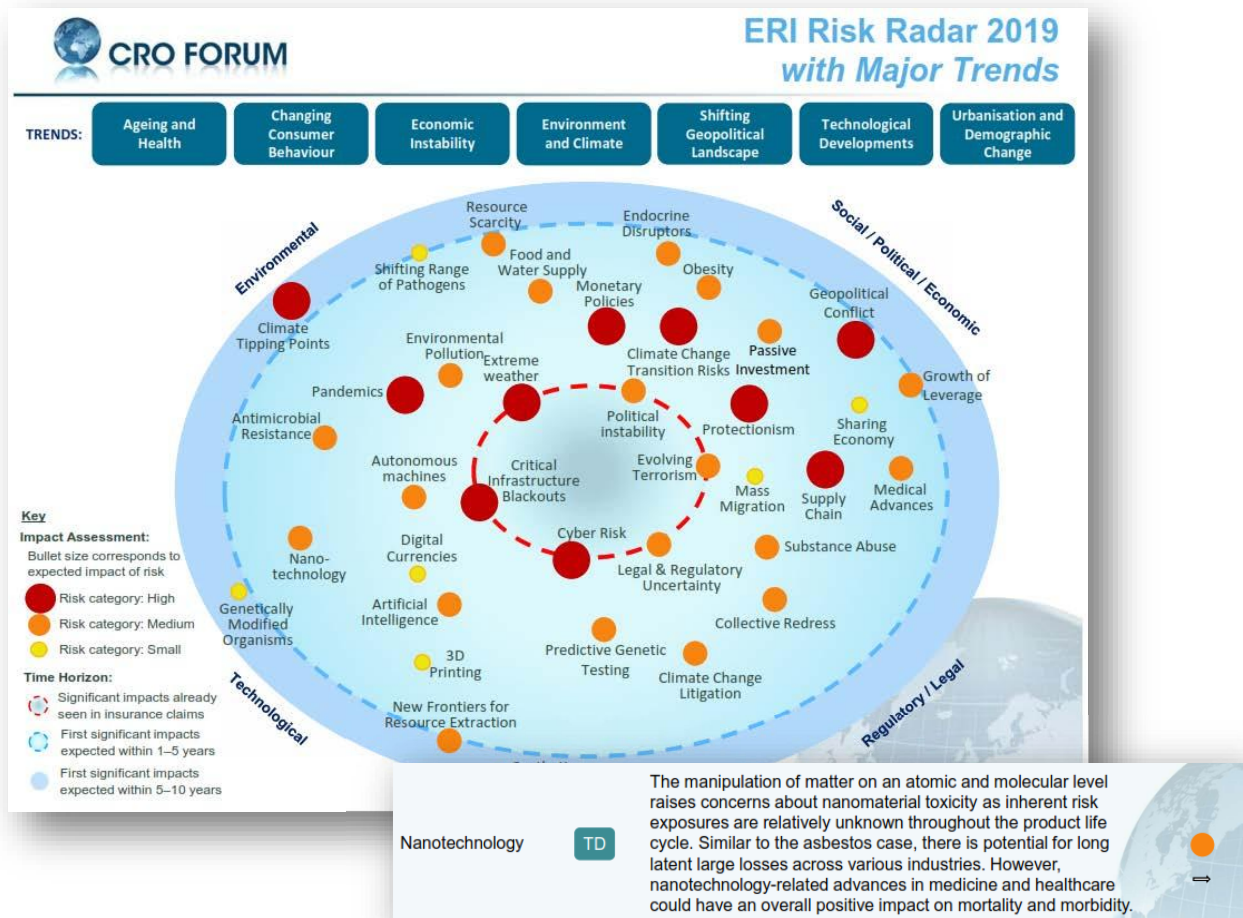 CRO FORUM
ERI Risk Radar 2019
with Major Trends
TRENDS:
Ageing and
Health
Changing
Consumer
Behaviour
Economic
Instability
Environment
and Climate
Shifting
Geopolitical
Landscape
Technological
Developments
Urbanisation and
Demographic
Change
Environmental
Social / Political / Economic
Resource
Scarcity
Endocrine
Disruptors
Shifting Range
of Pathogens
Food and
Water Supply
Obesity
Monetary
Policies
Geopolitical
Conflict
Climate
Tipping Points
Environmental
Pollution
Extreme
weather
Climate Change
Transition Risks
Passive
Investment
Pandemics
Growth of
Leverage
Antimicrobial
Resistance
Political
instability
Protectionism
Sharing
Economy
Autonomous
machines
Critical
Infrastructure
Blackouts
Evolving
Terrorism
Mass
Migration
Supply
Chain
Medical
Advances
Nano-
technology
Digital
Currencies
Cyber Risk
Legal & Regulatory
Uncertainty
Substance Abuse
Genetically
Modified
Organisms
Artificial
Intelligence
Collective Redress
3D
Printing
Predictive Genetic
Testing
Climate Change
Litigation
New Frontiers for
Resource Extraction
Technological
Regulatory / Legal
Key
Impact Assessment:
Bullet size corresponds to
expected impact of risk
Risk category: High
Risk category: Medium
Risk category: Small
Time Horizon:
Significant impacts already
seen in insurance claims
First significant impacts
expected within 1–5 years
First significant impacts
expected within 5–10 years
Nanotechnology
TD
The manipulation of matter on an atomic and molecular level
raises concerns about nanomaterial toxicity as inherent risk
exposures are relatively unknown throughout the product life
cycle. Similar to the asbestos case, there is potential for long
latent large losses across various industries. However,
nanotechnology-related advances in medicine and healthcare
could have an overall positive impact on mortality and morbidity.